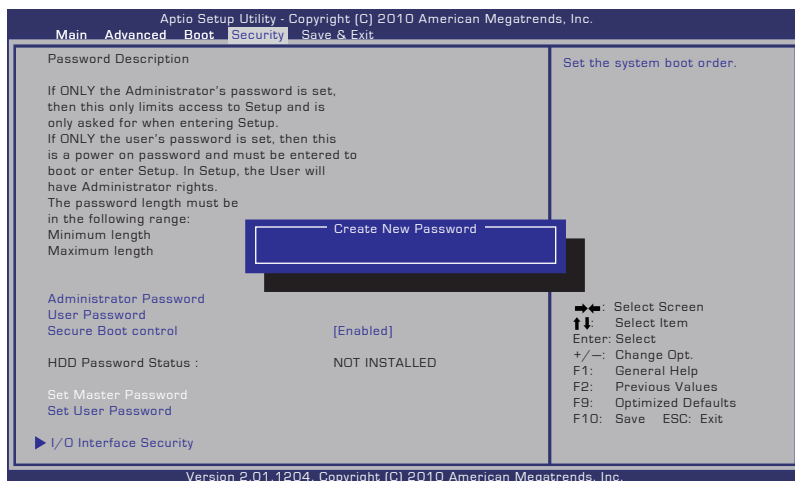 Aptio Setup Utility - Copyright (C) 2010 American Megatrends, Inc.
Main Advanced Boot Security Save & Exit
Password Description
If ONLY the Administrator's password is set,
then this only limits access to Setup and is
only asked for when entering Setup.
If ONLY the user's password is set, then this
is a power on password and must be entered to
boot or enter Setup. In Setup, the User will
have Administrator rights.
The password length must be
in the following range:
Minimum length
Maximum length
Create New Password
Administrator Password
User Password
Secure Boot control [Enabled]
HDD Password Status : NOT INSTALLED
Set Master Password
Set User Password
I/O Interface Security
Set the system boot order.
→←: Select Screen
↑↓: Select Item
Enter: Select
+/—: Change Opt.
F1: General Help
F2: Previous Values
F9: Optimized Defaults
F10: Save ESC: Exit
Version 2.01.1204. Copyright (C) 2010 American Megatrends, Inc.